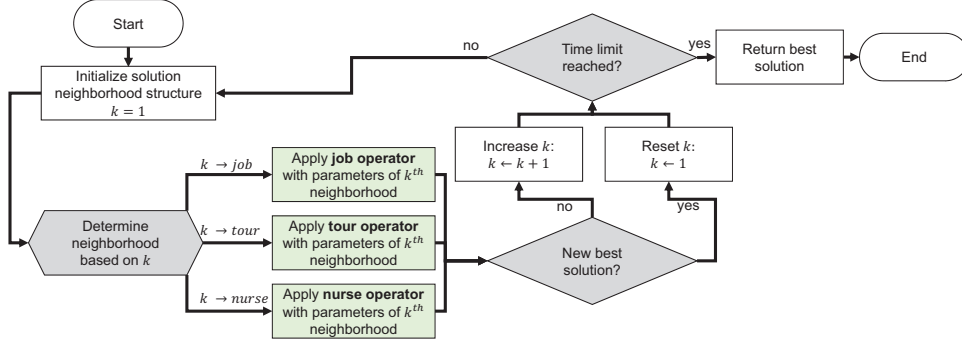 Start
Initialize solution
neighborhood structure
k = 1
Determine
neighborhood
based on k
k → job
k → tour
k → nurse
Apply job operator
with parameters of kᵗʰ
neighborhood
Apply tour operator
with parameters of kᵗʰ
neighborhood
Apply nurse operator
with parameters of kᵗʰ
neighborhood
New best
solution?
no
yes
Increase k:
k ← k + 1
Reset k:
k ← 1
Time limit
reached?
no
yes
Return best
solution
End